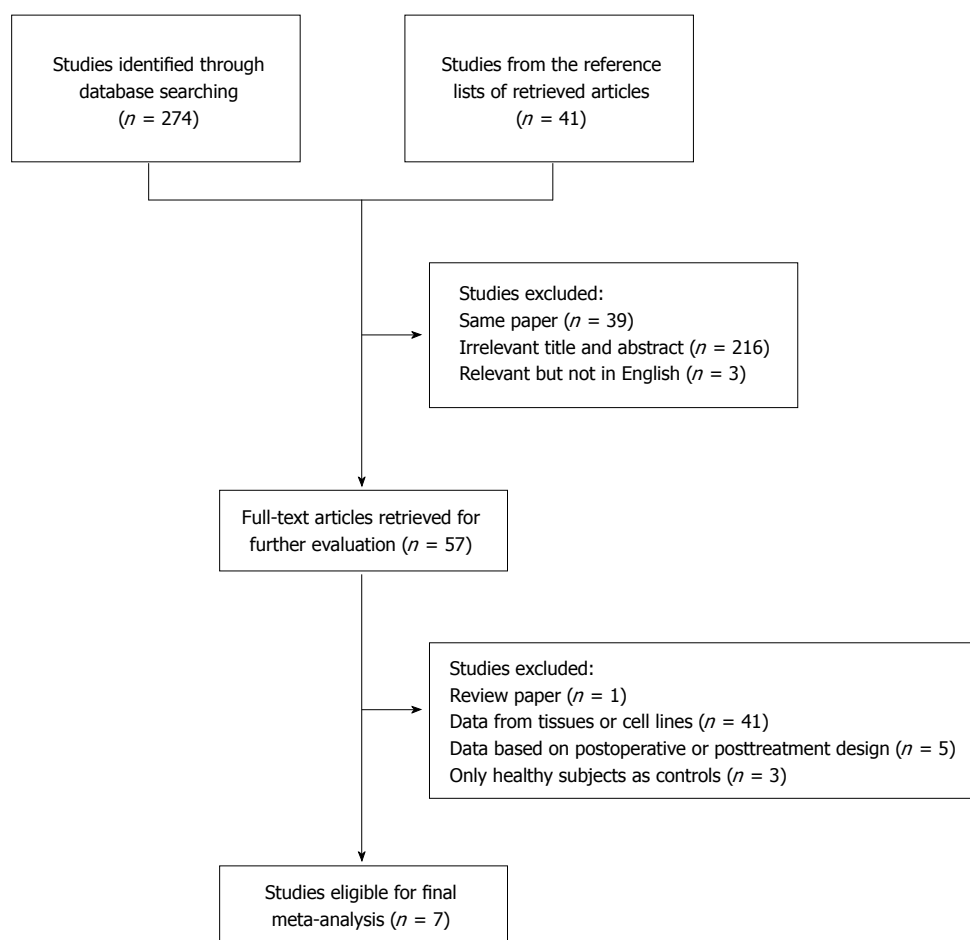 Studies identified through
database searching
(n = 274)
Studies from the reference
lists of retrieved articles
(n = 41)
Studies excluded:
Same paper (n = 39)
Irrelevant title and abstract (n = 216)
Relevant but not in English (n = 3)
Full-text articles retrieved for
further evaluation (n = 57)
Studies excluded:
Review paper (n = 1)
Data from tissues or cell lines (n = 41)
Data based on postoperative or posttreatment design (n = 5)
Only healthy subjects as controls (n = 3)
Studies eligible for final
meta-analysis (n = 7)